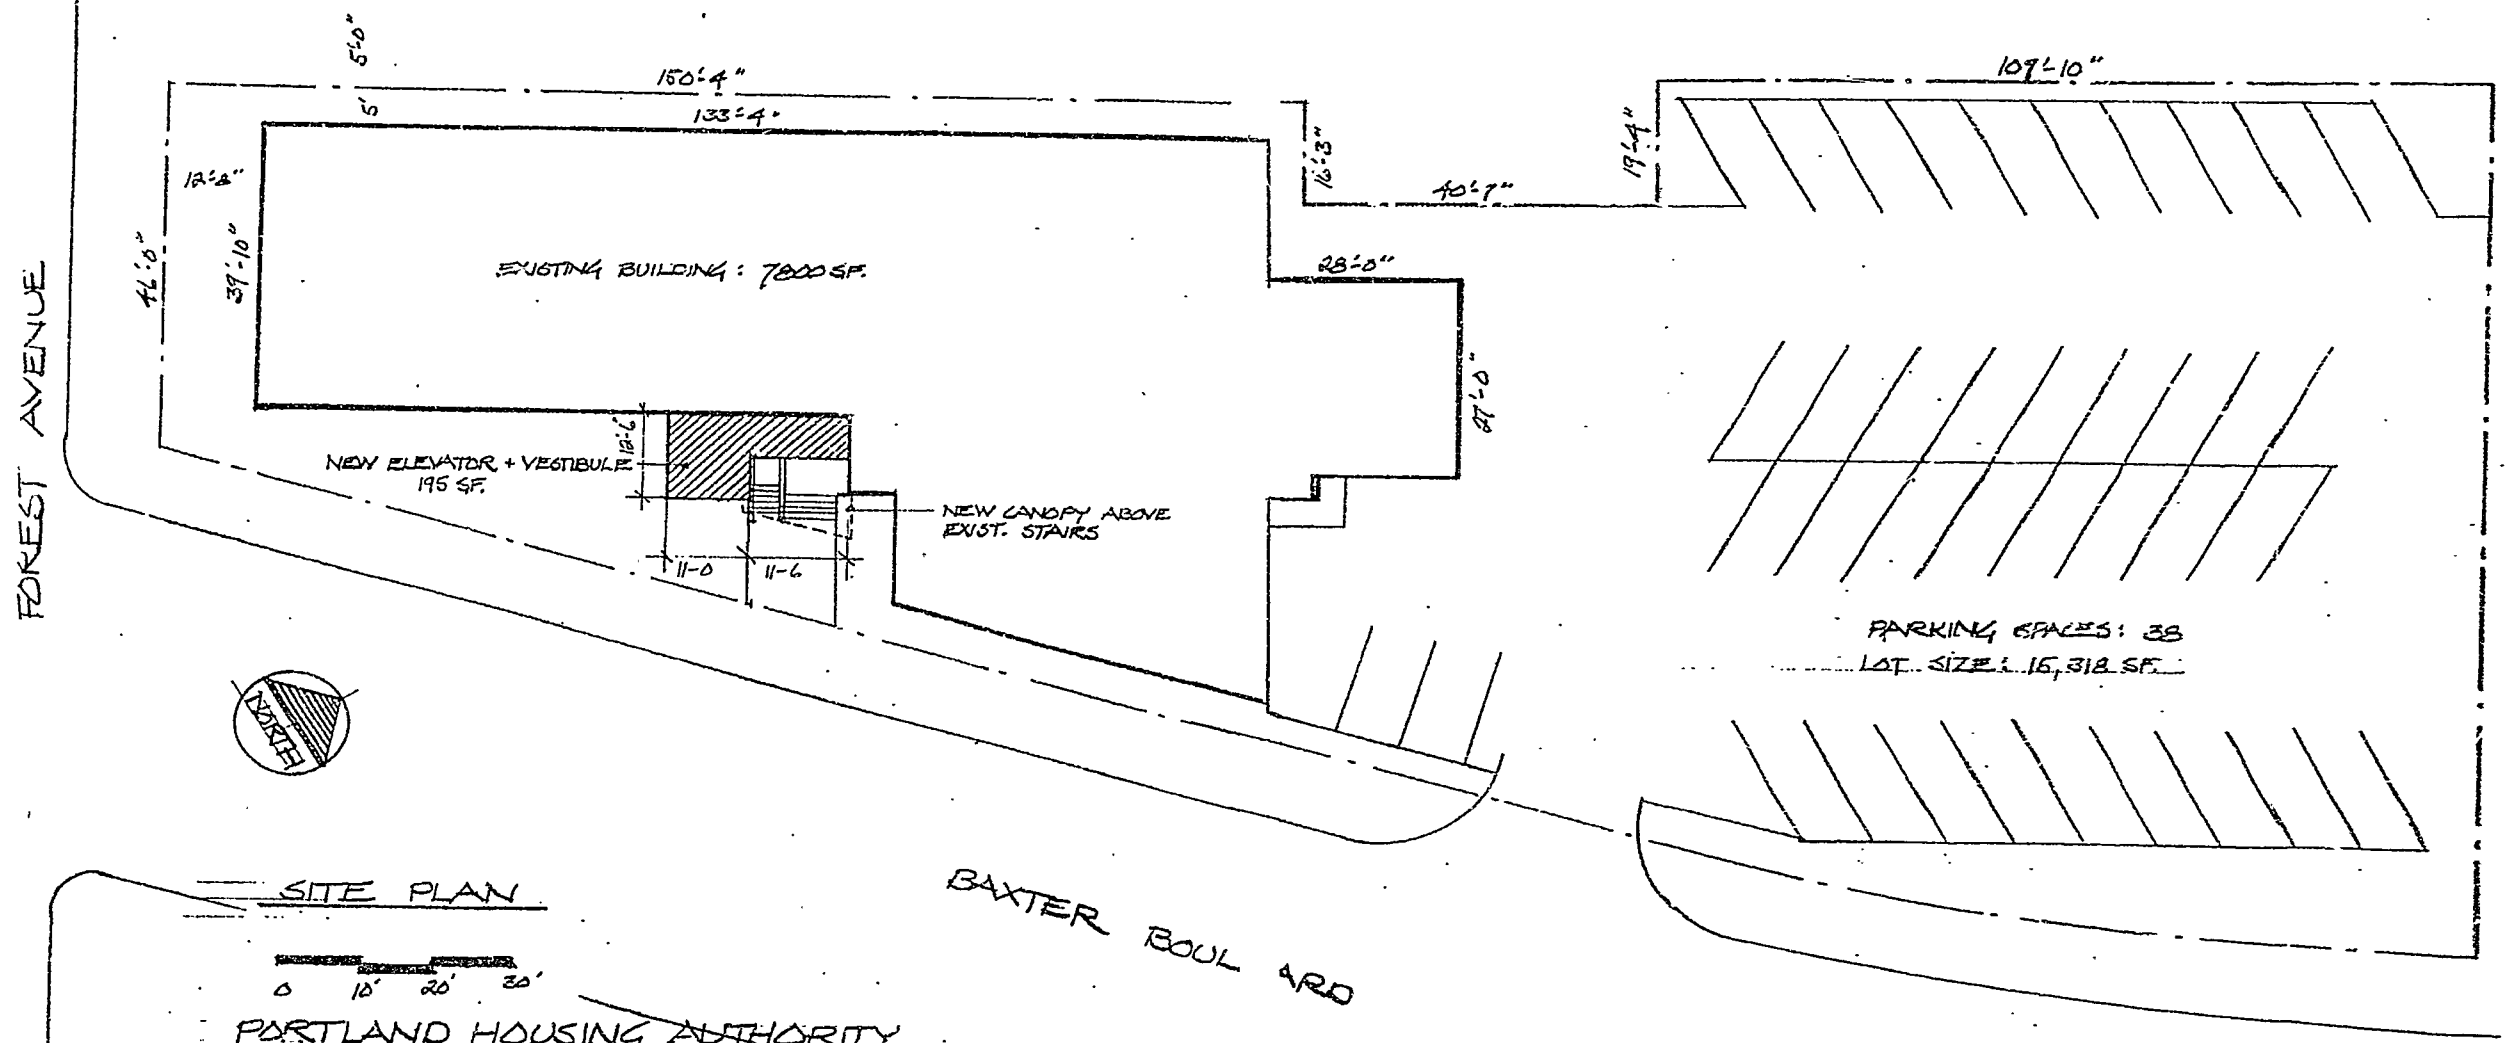 5'-0"
150'-4"
109'-10"
5'
133'-4"
16'-3"
19'-4"
12'-8"
40'-7"
46'-0"
39'-10"
EXISTING BUILDING: 7800 SF.
28'-0"
FOREST AVENUE
27'-0"
12'-6"
NEW ELEVATOR + VESTIBULE
195 SF.
NEW CANOPY ABOVE
EXIST. STAIRS
11-0
11-6
PARKING SPACES: 38
LOT SIZE: 15,318 SF.
NORTH
SITE PLAN
BAXTER BOUL ARD
0 10' 20' 30'
PORTLAND HOUSING AUTHORITY